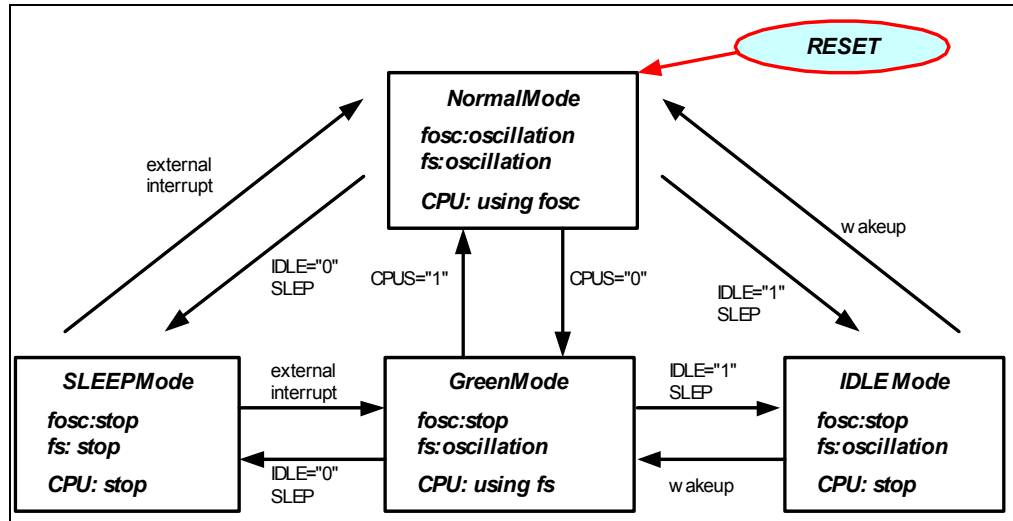 RESET
NormalMode
fosc:oscillation
fs:oscillation
CPU: using fosc
external
interrupt
wakeup
IDLE="0"
SLEP
CPUS="1"
CPUS="0"
IDLE="1"
SLEP
SLEEPMode
fosc:stop
fs: stop
CPU: stop
external
interrupt
IDLE="0"
SLEP
GreenMode
fosc:stop
fs:oscillation
CPU: using fs
IDLE="1"
SLEP
wakeup
IDLE Mode
fosc:stop
fs:oscillation
CPU: stop